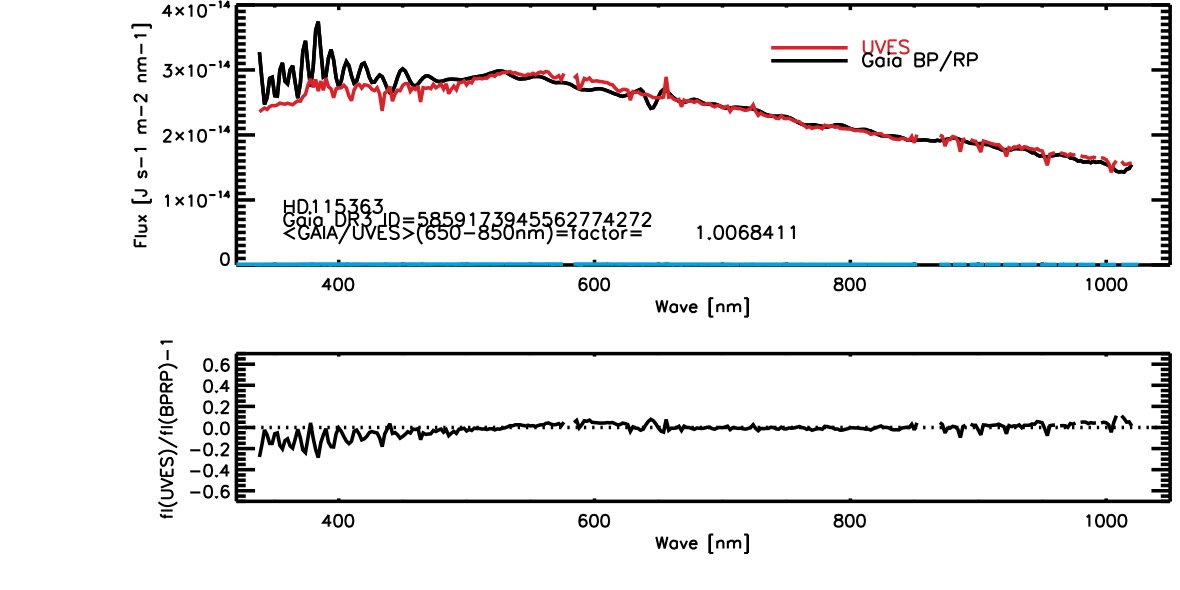 4×10−14
3×10−14
2×10−14
1×10−14
0
Flux [J s−1 m−2 nm−1]
UVES
Gaia BP/RP
HD115363
Gaia DR3 ID=5859173945562774272
<GAIA/UVES>(650−850nm)=factor= 1.0068411
400 600 800 1000
Wave [nm]
0.6
0.4
0.2
0.0
−0.2
−0.4
−0.6
fl(UVES)/fl(BPRP)−1
400 600 800 1000
Wave [nm]